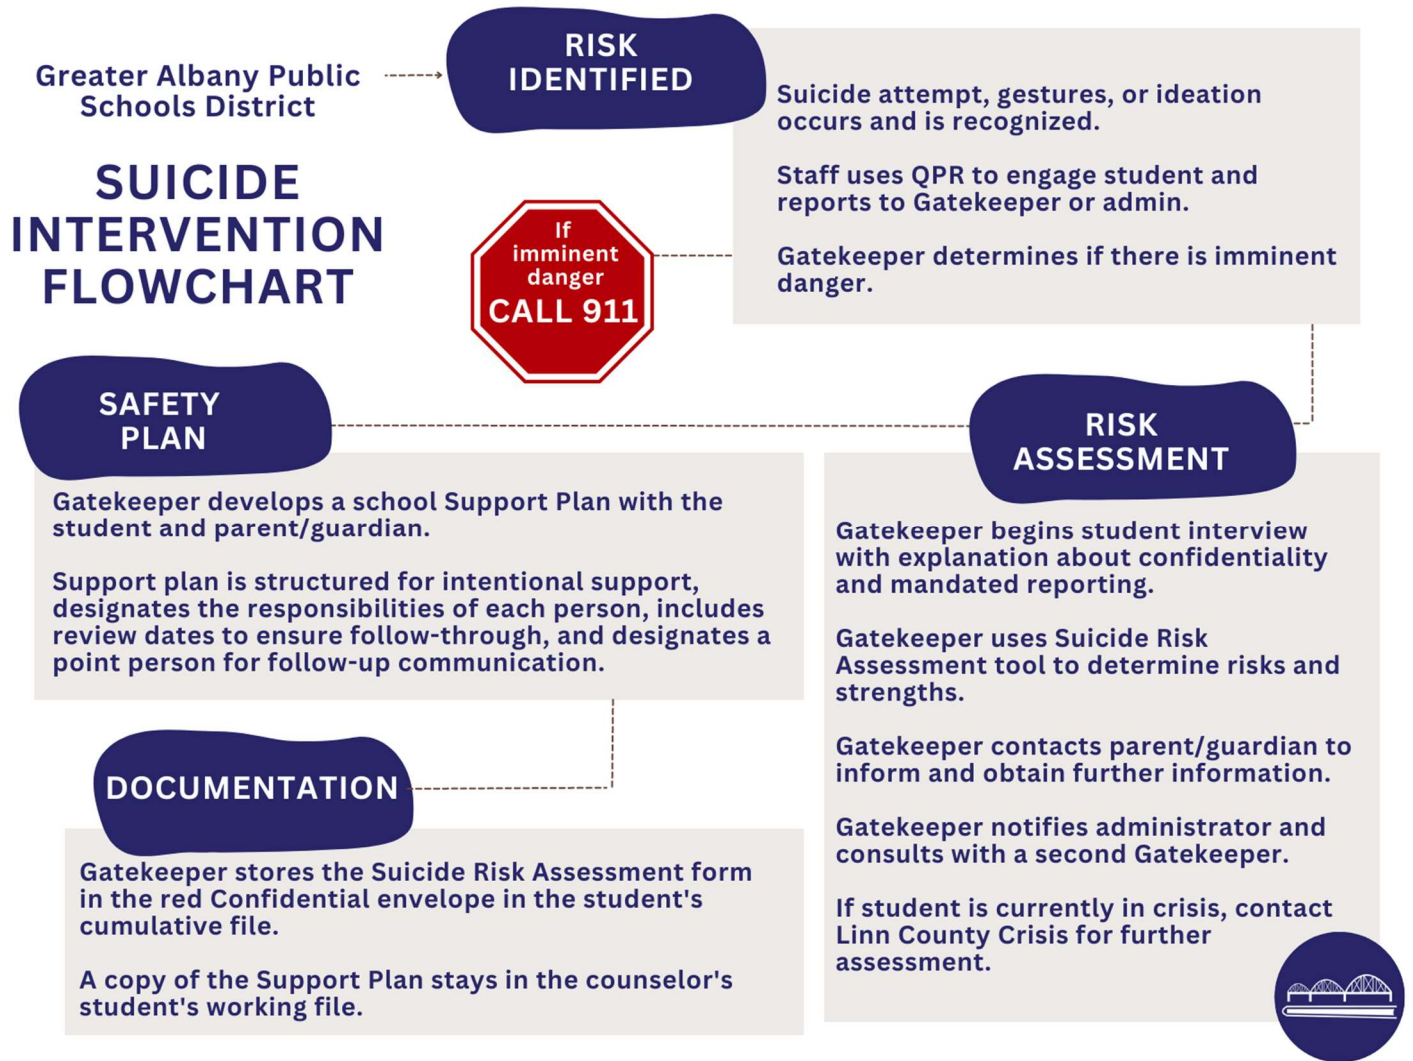 Greater Albany Public
Schools District
SUICIDE
INTERVENTION
FLOWCHART
RISK
IDENTIFIED
Suicide attempt, gestures, or ideation
occurs and is recognized.
Staff uses QPR to engage student and
reports to Gatekeeper or admin.
Gatekeeper determines if there is imminent
danger.
If
imminent
danger
CALL 911
RISK
ASSESSMENT
Gatekeeper begins student interview
with explanation about confidentiality
and mandated reporting.
Gatekeeper uses Suicide Risk
Assessment tool to determine risks and
strengths.
Gatekeeper contacts parent/guardian to
inform and obtain further information.
Gatekeeper notifies administrator and
consults with a second Gatekeeper.
If student is currently in crisis, contact
Linn County Crisis for further
assessment.
SAFETY
PLAN
Gatekeeper develops a school Support Plan with the
student and parent/guardian.
Support plan is structured for intentional support,
designates the responsibilities of each person, includes
review dates to ensure follow-through, and designates a
point person for follow-up communication.
DOCUMENTATION
Gatekeeper stores the Suicide Risk Assessment form
in the red Confidential envelope in the student's
cumulative file.
A copy of the Support Plan stays in the counselor's
student's working file.